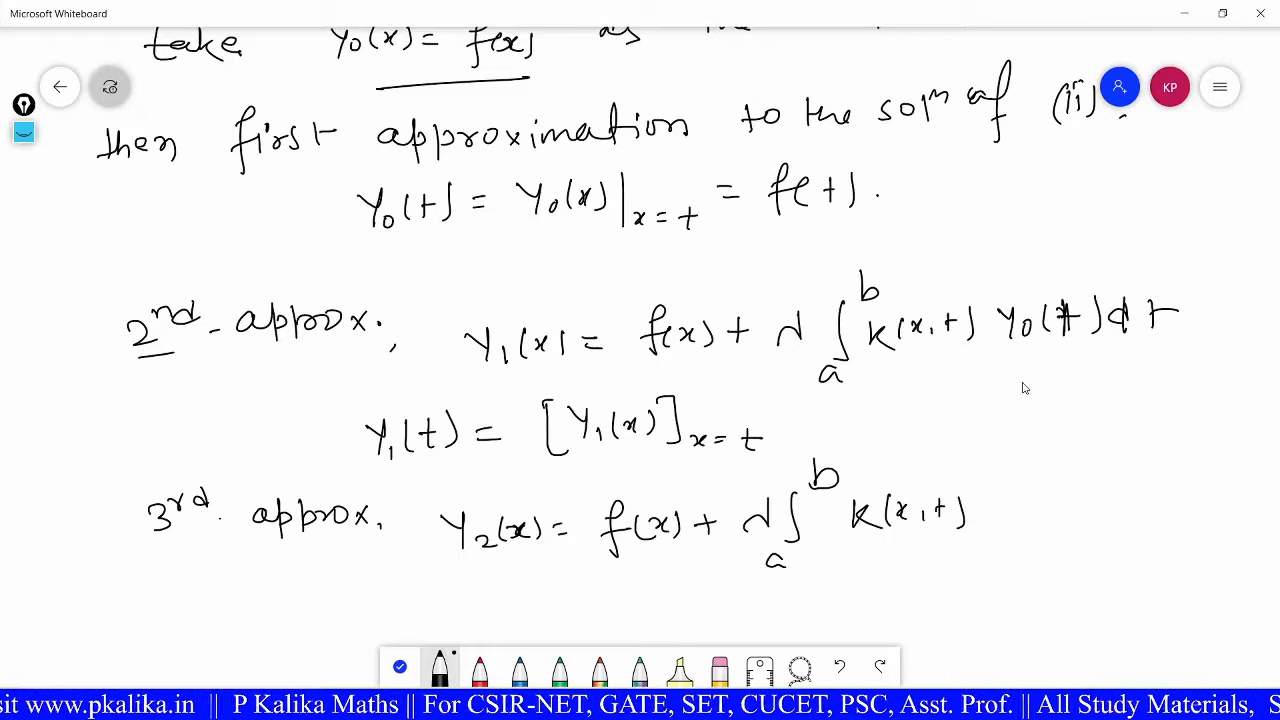 Microsoft Whiteboard
take y₀(x) = f(x) as
KP
then first approximation to the solⁿ of (ii).
y₀(t) = y₀(x)|ₓ₌ₜ = f(t).
2nd approx; y₁(x) = f(x) + λ ∫ₐᵇ K(x,t) y₀(t)dt
y₁(t) = [y₁(x)]ₓ₌ₜ
3rd approx. y₂(x) = f(x) + λ ∫ₐᵇ K(x,t)
sit www.pkalika.in || P Kalika Maths || For CSIR-NET, GATE, SET, CUCET, PSC, Asst. Prof. || All Study Materials, S